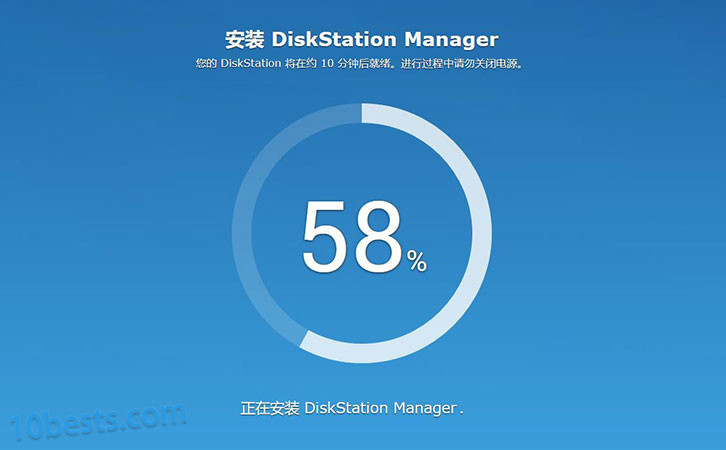 安装 DiskStation Manager
您的 DiskStation 将在约 10 分钟后就绪。进行过程中请勿关闭电源。
58%
正在安装 DiskStation Manager.
10bests.com